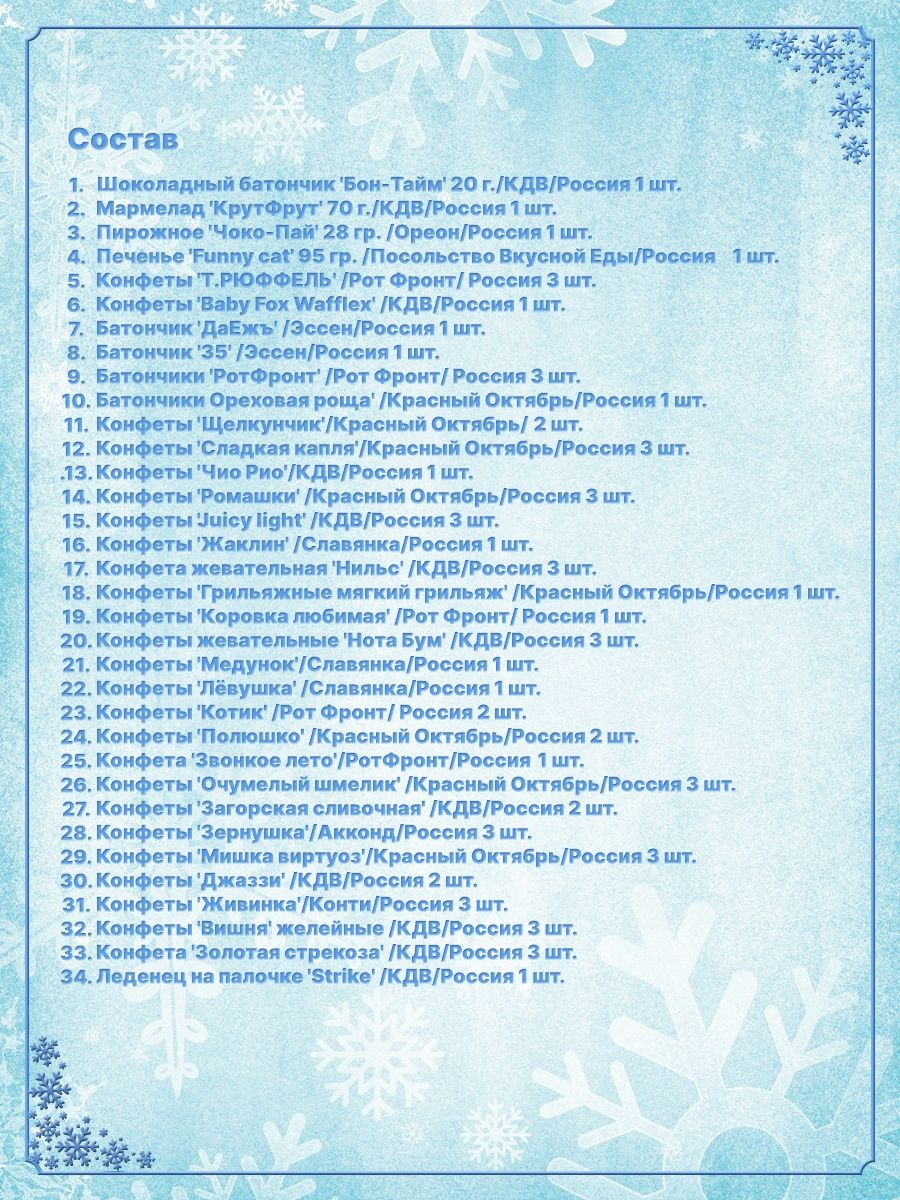 Состав
1. Шоколадный батончик 'Бон-Тайм' 20 г./КДВ/Россия 1 шт.
2. Мармелад 'КрутФрут' 70 г./КДВ/Россия 1 шт.
3. Пирожное 'Чоко-Пай' 28 гр. /Ореон/Россия 1 шт.
4. Печенье 'Funny cat' 95 гр. /Посольство Вкусной Еды/Россия 1 шт.
5. Конфеты 'Т.РЮФФЕЛЬ' /Рот Фронт/ Россия 3 шт.
6. Конфеты 'Baby Fox Wafflex' /КДВ/Россия 1 шт.
7. Батончик 'ДаЕжЪ' /Эссен/Россия 1 шт.
8. Батончик '35' /Эссен/Россия 1 шт.
9. Батончики 'РотФронт' /Рот Фронт/ Россия 3 шт.
10. Батончики Ореховая роща' /Красный Октябрь/Россия 1 шт.
11. Конфеты 'Щелкунчик'/Красный Октябрь/ 2 шт.
12. Конфеты 'Сладкая капля'/Красный Октябрь/Россия 3 шт.
.13. Конфеты 'Чио Рио'/КДВ/Россия 1 шт.
14. Конфеты 'Ромашки' /Красный Октябрь/Россия 3 шт.
15. Конфеты 'Juicy light' /КДВ/Россия 3 шт.
16. Конфеты 'Жаклин' /Славянка/Россия 1 шт.
17. Конфета жевательная 'Нильс' /КДВ/Россия 3 шт.
18. Конфеты 'Грильяжные мягкий грильяж' /Красный Октябрь/Россия 1 шт.
19. Конфеты 'Коровка любимая' /Рот Фронт/ Россия 1 шт.
20. Конфеты жевательные 'Нота Бум' /КДВ/Россия 3 шт.
21. Конфеты 'Медунок'/Славянка/Россия 1 шт.
22. Конфеты 'Лёвушка' /Славянка/Россия 1 шт.
23. Конфеты 'Котик' /Рот Фронт/ Россия 2 шт.
24. Конфеты 'Полюшко' /Красный Октябрь/Россия 2 шт.
25. Конфета 'Звонкое лето'/РотФронт/Россия 1 шт.
26. Конфеты 'Очумелый шмелик' /Красный Октябрь/Россия 3 шт.
27. Конфеты 'Загорская сливочная' /КДВ/Россия 2 шт.
28. Конфеты 'Зернушка'/Акконд/Россия 3 шт.
29. Конфеты 'Мишка виртуоз'/Красный Октябрь/Россия 3 шт.
30. Конфеты 'Джаззи' /КДВ/Россия 2 шт.
31. Конфеты 'Живинка'/Конти/Россия 3 шт.
32. Конфеты 'Вишня' желейные /КДВ/Россия 3 шт.
33. Конфета 'Золотая стрекоза' /КДВ/Россия 3 шт.
34. Леденец на палочке 'Strike' /КДВ/Россия 1 шт.